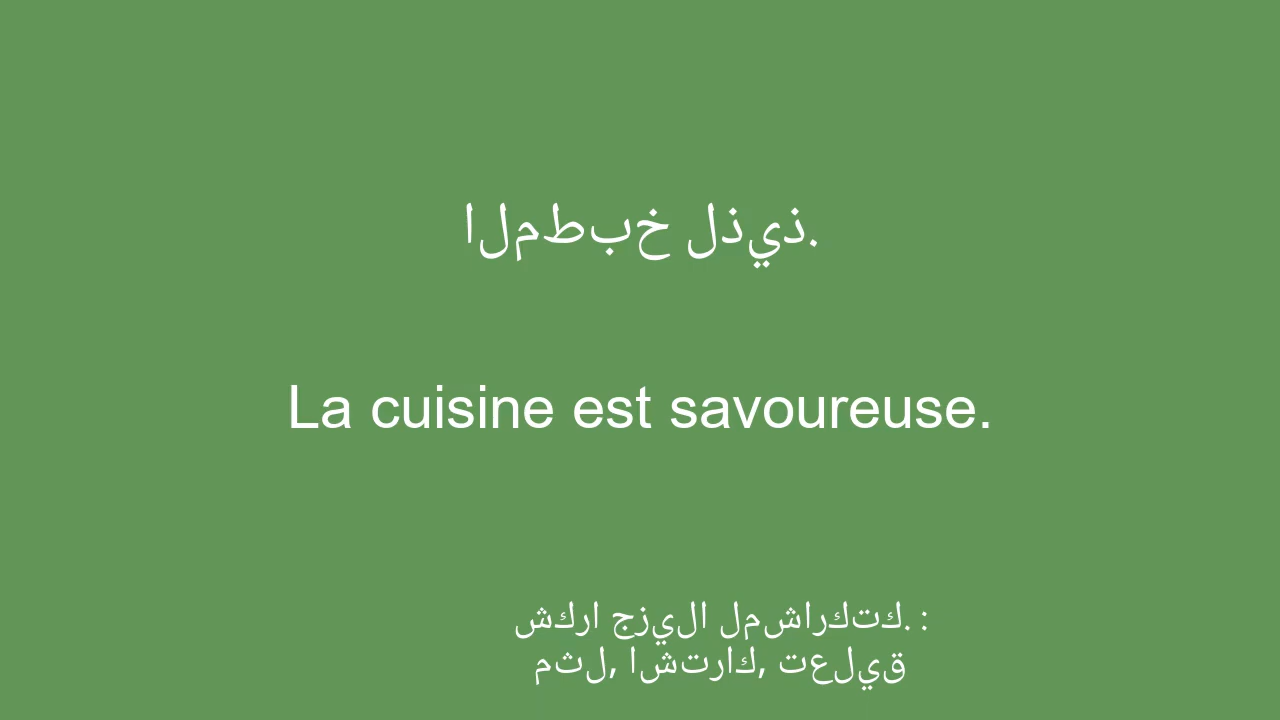 المطبخ لذيذ.
La cuisine est savoureuse.
شكرا جزيلا لمشاركتك. :
مثل, اشتراك, تعليق